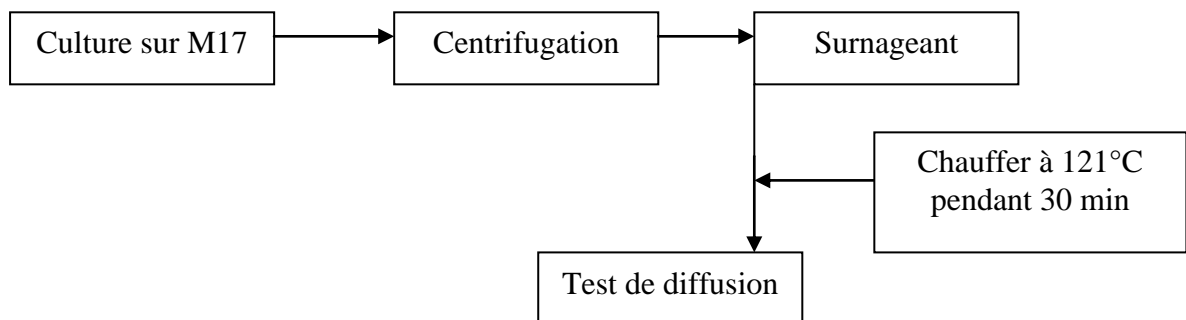 Culture sur M17
Centrifugation
Surnageant
Chauffer à 121°C
pendant 30 min
Test de diffusion